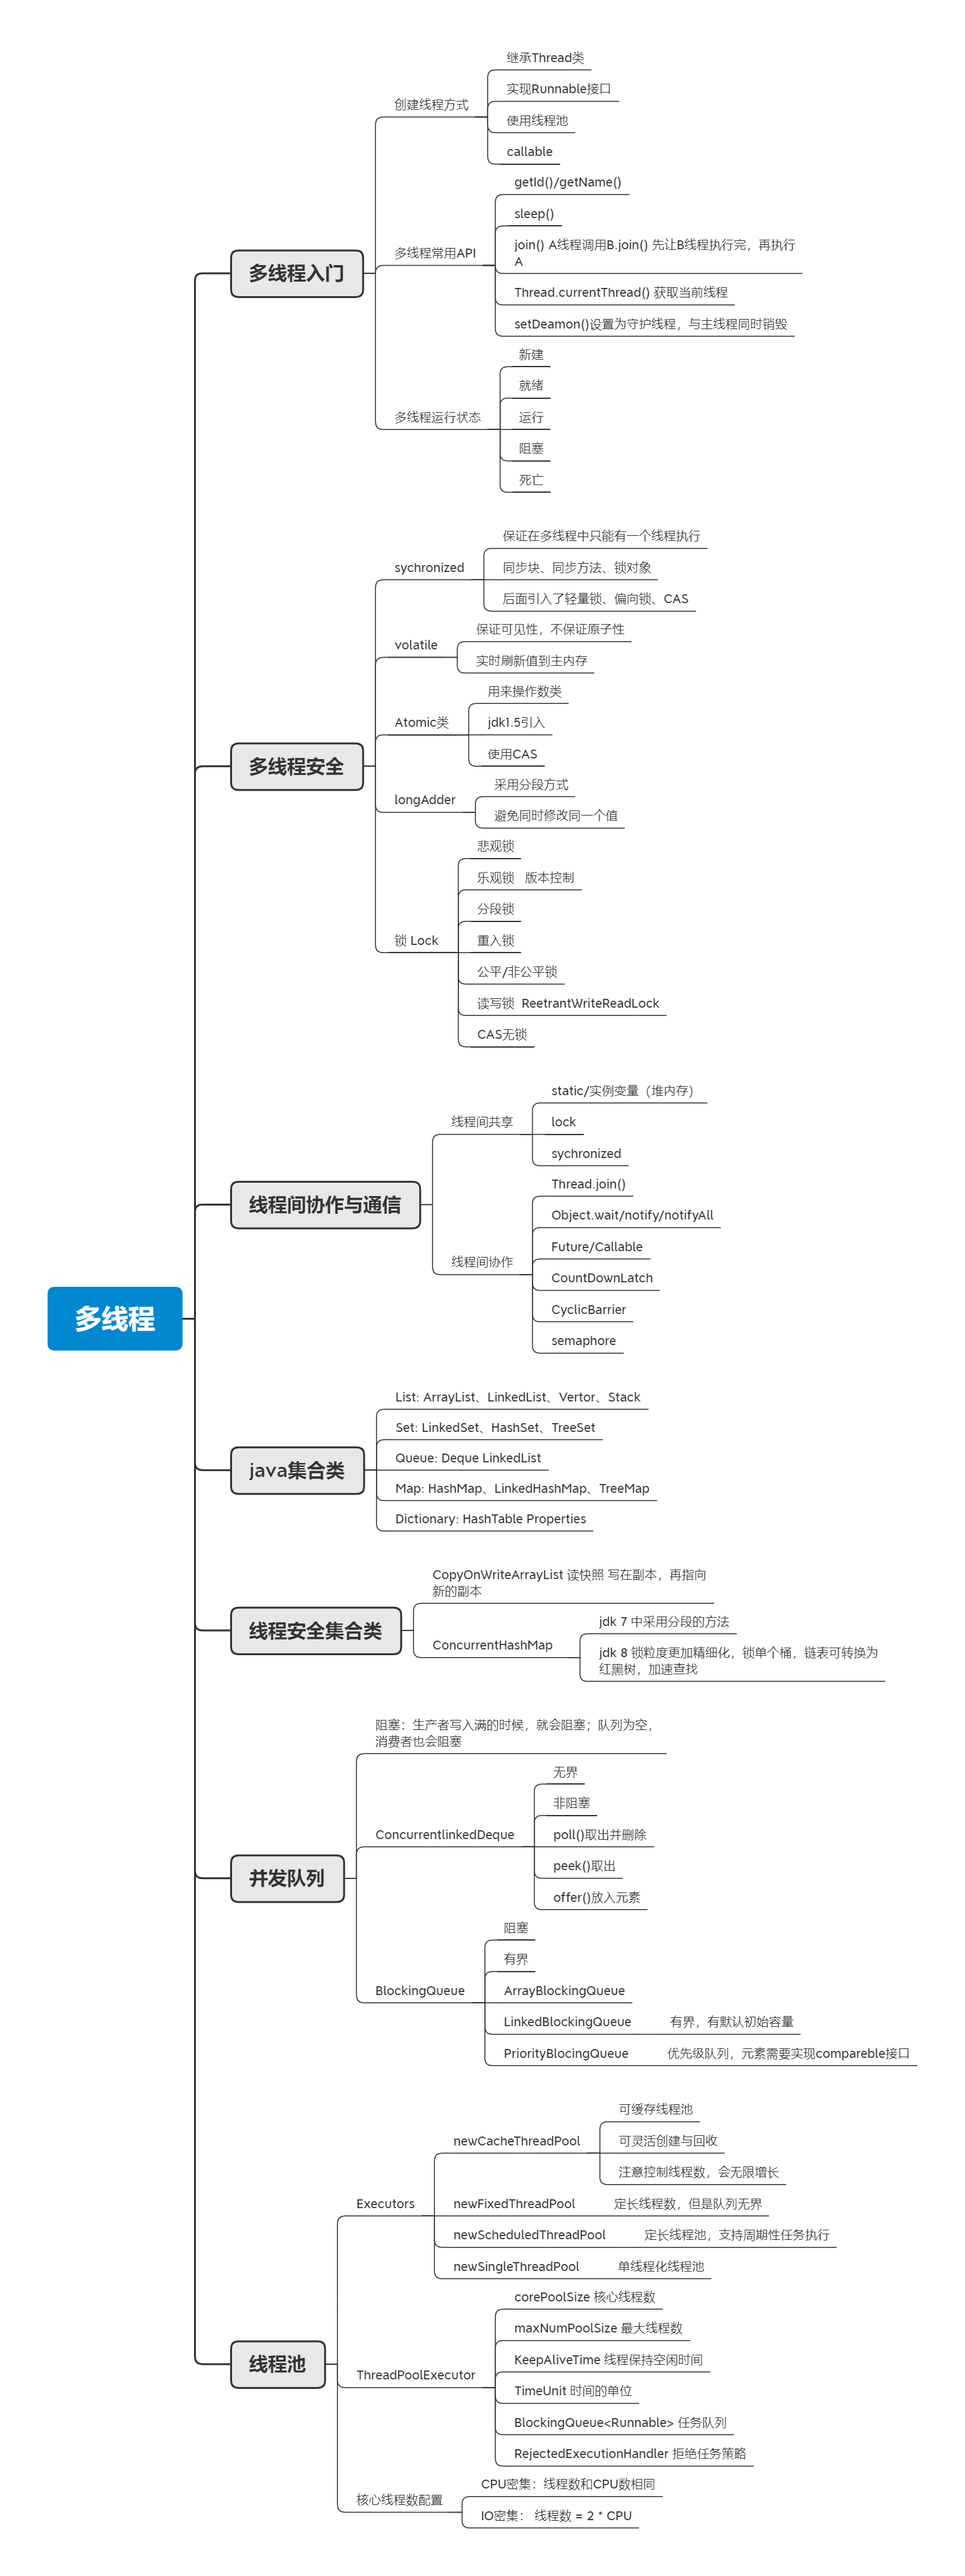 多线程
多线程入门
创建线程方式
继承Thread类
实现Runnable接口
使用线程池
callable
多线程常用API
getId()/getName()
sleep()
join() A线程调用B.join() 先让B线程执行完，再执行
A
Thread.currentThread() 获取当前线程
setDeamon()设置为守护线程，与主线程同时销毁
多线程运行状态
新建
就绪
运行
阻塞
死亡
多线程安全
sychronized
保证在多线程中只能有一个线程执行
同步块、同步方法、锁对象
后面引入了轻量锁、偏向锁、CAS
volatile
保证可见性，不保证原子性
实时刷新值到主内存
Atomic类
用来操作数类
jdk1.5引入
使用CAS
longAdder
采用分段方式
避免同时修改同一个值
锁 Lock
悲观锁
乐观锁 版本控制
分段锁
重入锁
公平/非公平锁
读写锁 ReetrantWriteReadLock
CAS无锁
线程间协作与通信
线程间共享
static/实例变量（堆内存）
lock
sychronized
线程间协作
Thread.join()
Object.wait/notify/notifyAll
Future/Callable
CountDownLatch
CyclicBarrier
semaphore
java集合类
List: ArrayList、LinkedList、Vertor、Stack
Set: LinkedSet、HashSet、TreeSet
Queue: Deque LinkedList
Map: HashMap、LinkedHashMap、TreeMap
Dictionary: HashTable Properties
线程安全集合类
CopyOnWriteArrayList 读快照 写在副本，再指向
新的副本
ConcurrentHashMap
jdk 7 中采用分段的方法
jdk 8 锁粒度更加精细化，锁单个桶，链表可转换为
红黑树，加速查找
并发队列
阻塞：生产者写入满的时候，就会阻塞；队列为空，
消费者也会阻塞
ConcurrentlinkedDeque
无界
非阻塞
poll()取出并删除
peek()取出
offer()放入元素
BlockingQueue
阻塞
有界
ArrayBlockingQueue
LinkedBlockingQueue
有界，有默认初始容量
PriorityBlocingQueue
优先级队列，元素需要实现compareble接口
线程池
Executors
newCacheThreadPool
可缓存线程池
可灵活创建与回收
注意控制线程数，会无限增长
newFixedThreadPool
定长线程数，但是队列无界
newScheduledThreadPool
定长线程池，支持周期性任务执行
newSingleThreadPool
单线程化线程池
ThreadPoolExecutor
corePoolSize 核心线程数
maxNumPoolSize 最大线程数
KeepAliveTime 线程保持空闲时间
TimeUnit 时间的单位
BlockingQueue<Runnable> 任务队列
RejectedExecutionHandler 拒绝任务策略
核心线程数配置
CPU密集：线程数和CPU数相同
IO密集： 线程数 = 2 * CPU